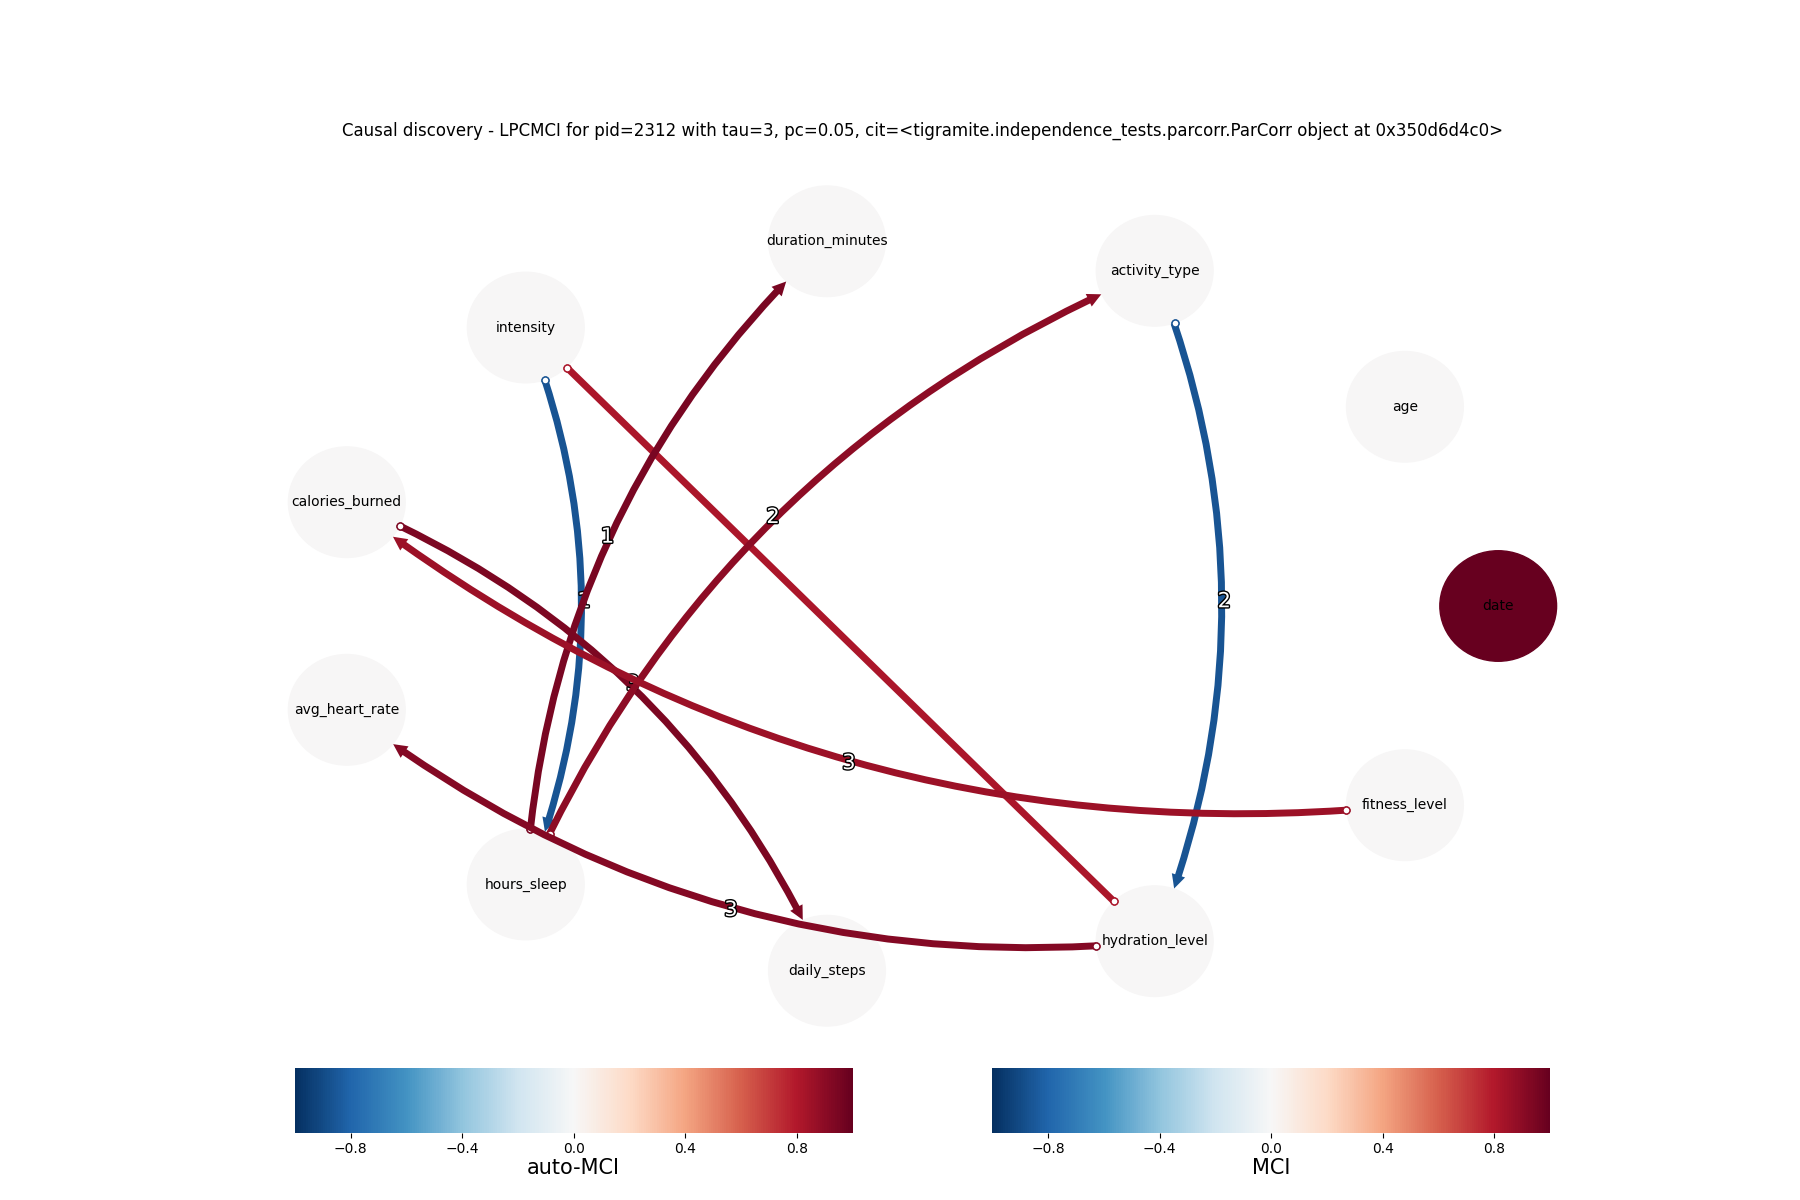 Causal discovery - LPCMCI for pid=2312 with tau=3, pc=0.05, cit=<tigramite.independence_tests.parcorr.ParCorr object at 0x350d6d4c0>
duration_minutes
activity_type
intensity
age
calories_burned
2
1
1
2
date
avg_heart_rate
3
fitness_level
hours_sleep
3
hydration_level
daily_steps
−0.8 −0.4 0.0 0.4 0.8
auto-MCI
−0.8 −0.4 0.0 0.4 0.8
MCI